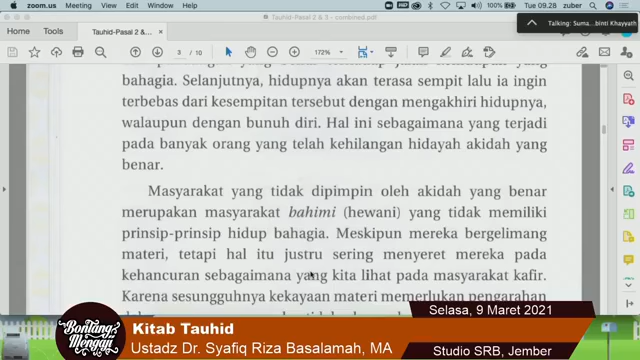 zoom.us Meeting View Edit Window Help
Tue 09.28 zuber
Talking: Suma... binti Khayyath
Tauhid-Pasal 2 & 3 - combined.pdf
Home Tools Tauhid-Pasal 2 & ...
3 / 8 172%
bahagia. Selanjutnya, hidupnya akan terasa sempit lalu ia ingin
terbebas dari kesempitan tersebut dengan mengakhiri hidupnya,
walaupun dengan bunuh diri. Hal ini sebagaimana yang terjadi
pada banyak orang yang telah kehilangan hidayah akidah yang
benar.
Masyarakat yang tidak dipimpin oleh akidah yang benar
merupakan masyarakat bahimi (hewani) yang tidak memiliki
prinsip-prinsip hidup bahagia. Meskipun mereka bergelimang
materi, tetapi hal itu justru sering menyeret mereka pada
kehancuran sebagaimana yang kita lihat pada masyarakat kafir.
Karena sesungguhnya kekayaan materi memerlukan pengarahan
Selasa, 9 Maret 2021
Bontang
Mengaji
Kitab Tauhid
Ustadz Dr. Syafiq Riza Basalamah, MA
Studio SRB, Jember